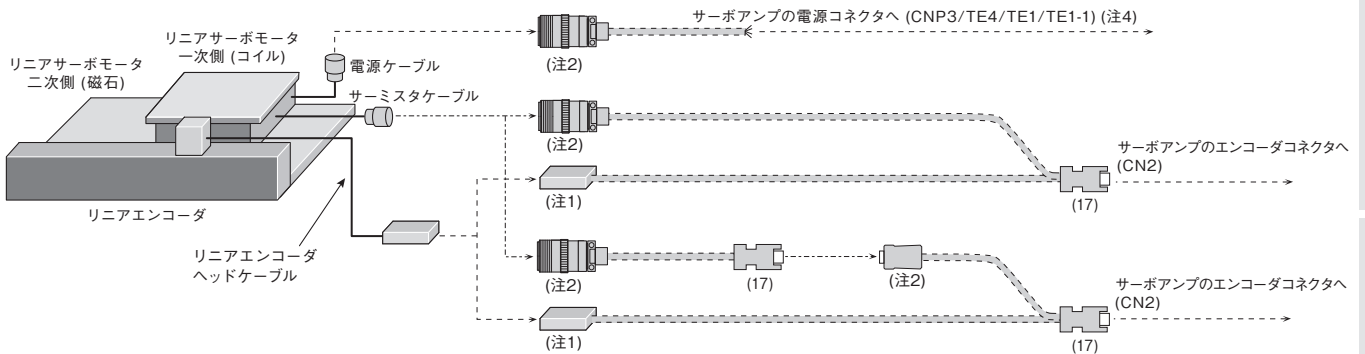 リニアサーボモータ
一次側 (コイル)
リニアサーボモータ
二次側 (磁石)
電源ケーブル
サーミスタケーブル
リニアエンコーダ
リニアエンコーダ
ヘッドケーブル
サーボアンプの電源コネクタへ (CNP3/TE4/TE1/TE1-1) (注4)
(注2)
(注2)
サーボアンプのエンコーダコネクタへ
(CN2)
(注1)
(17)
(注2)
(17)
(注2)
サーボアンプのエンコーダコネクタへ
(CN2)
(注1)
(17)